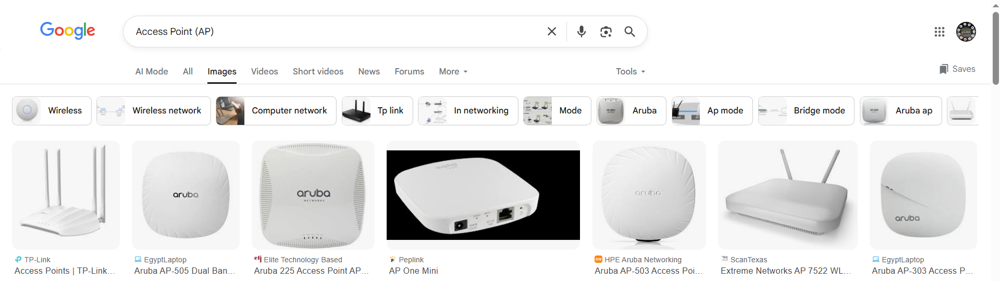 Google
Access Point (AP)
AI Mode
All
Images
Videos
Short videos
News
Forums
More
Tools
Saves
Wireless
Wireless network
Computer network
Tp link
In networking
Mode
Aruba
Ap mode
Bridge mode
Aruba ap
aruba
aruba
NETWORKS
aruba
aruba
TP-Link
Access Points | TP-Link...
EgyptLaptop
Aruba AP-505 Dual Ban...
Elite Technology Based
Aruba 225 Access Point AP...
Peplink
AP One Mini
HPE Aruba Networking
Aruba AP-503 Access Poi...
ScanTexas
Extreme Networks AP 7522 WL...
EgyptLaptop
Aruba AP-303 Access P...